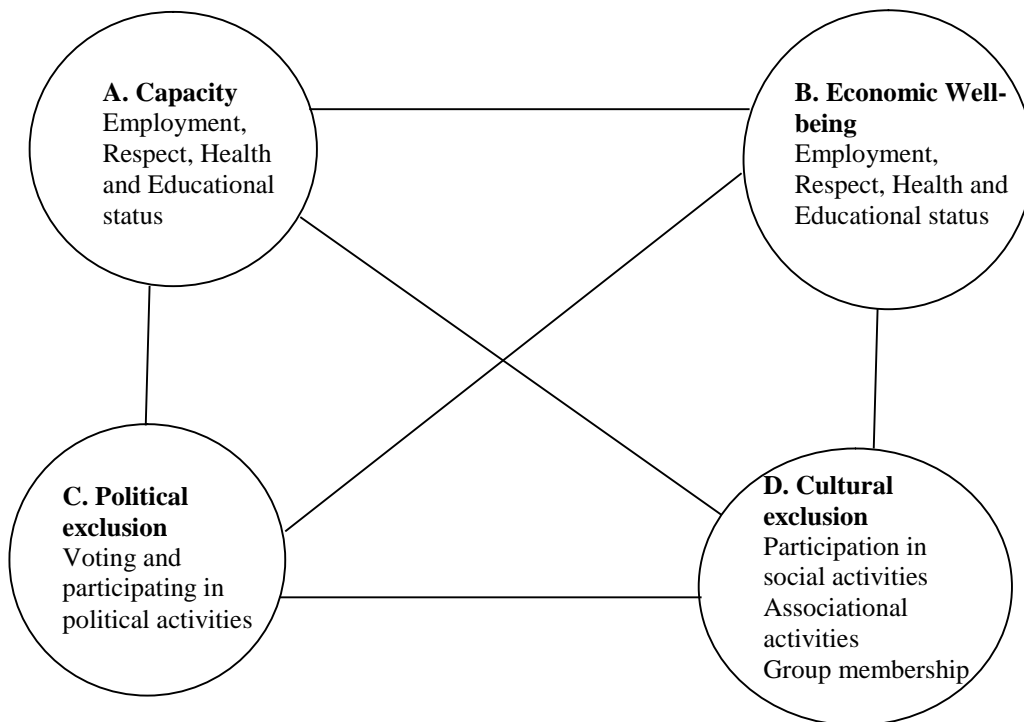 A. Capacity
Employment,
Respect, Health
and Educational
status
B. Economic Well-
being
Employment,
Respect, Health and
Educational status
C. Political
exclusion
Voting and
participating in
political activities
D. Cultural
exclusion
Participation in
social activities
Associational
activities
Group membership